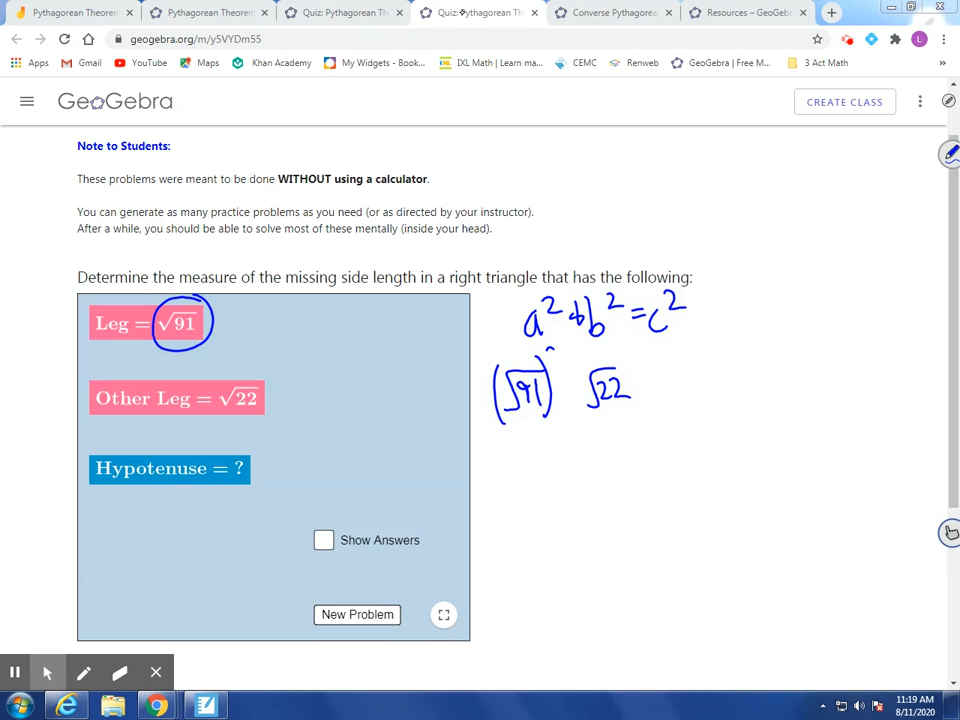 Pythagorean Theorem
Pythagorean Theorem
Quiz: Pythagorean Th
Quiz: Pythagorean Th
Converse Pythagorea
Resources – GeoGebr
geogebra.org/m/y5VYDm55
L
Apps
Gmail
YouTube
Maps
Khan Academy
My Widgets - Book...
IXL Math | Learn ma...
CEMC
Renweb
GeoGebra | Free M...
3 Act Math
»
GeoGebra
CREATE CLASS
Note to Students:
These problems were meant to be done WITHOUT using a calculator.
You can generate as many practice problems as you need (or as directed by your instructor).
After a while, you should be able to solve most of these mentally (inside your head).
Determine the measure of the missing side length in a right triangle that has the following:
Leg = √91
a² + b² = c²
(√91) √22
Other Leg = √22
Hypotenuse = ?
Show Answers
New Problem
11:19 AM
8/11/2020